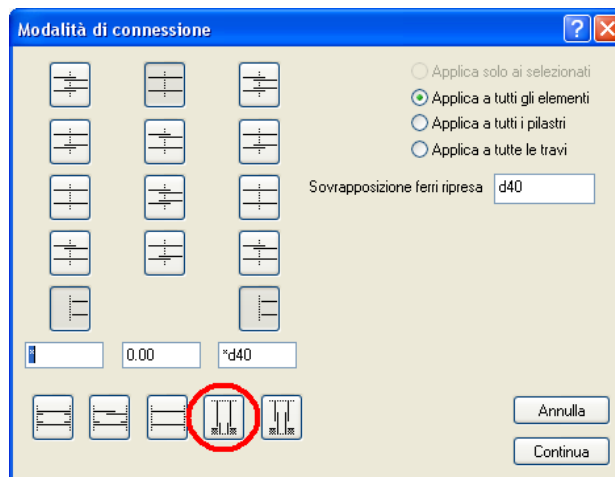 Modalità di connessione
Applica solo ai selezionati
Applica a tutti gli elementi
Applica a tutti i pilastri
Applica a tutte le travi
Sovrapposizione ferri ripresa d40
0.00 *d40
Annulla
Continua